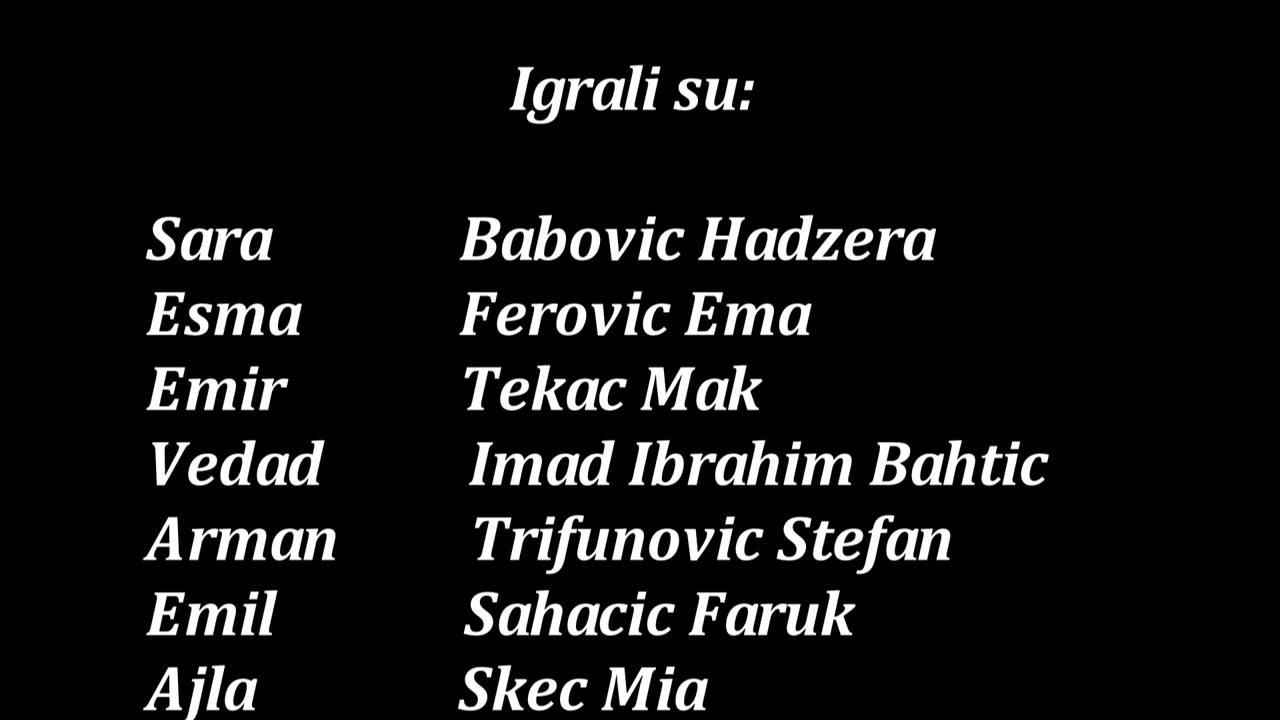 Igrali su:
Sara Babovic Hadzera
Esma Ferovic Ema
Emir Tekac Mak
Vedad Imad Ibrahim Bahtic
Arman Trifunovic Stefan
Emil Sahacic Faruk
Ajla Skec Mia